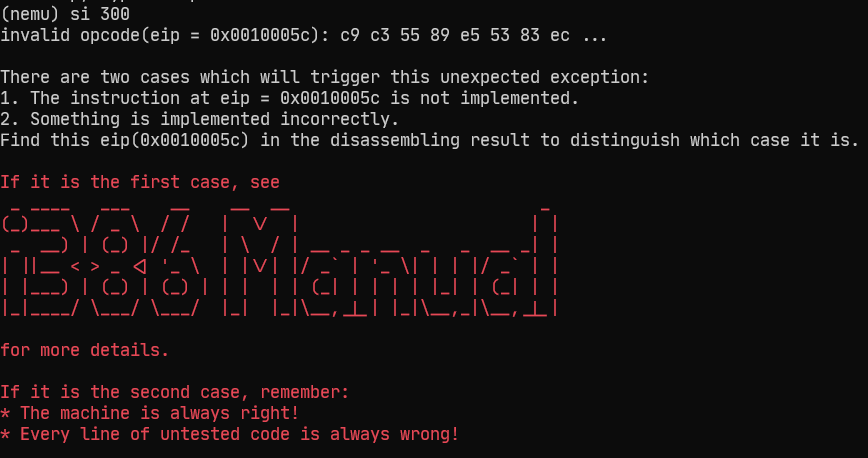 (nemu) si 300
invalid opcode(eip = 0x0010005c): c9 c3 55 89 e5 53 83 ec ...
There are two cases which will trigger this unexpected exception:
1. The instruction at eip = 0x0010005c is not implemented.
2. Something is implemented incorrectly.
Find this eip(0x0010005c) in the disassembling result to distinguish which case it is.
If it is the first case, see
i386 Manual
for more details.
If it is the second case, remember:
* The machine is always right!
* Every line of untested code is always wrong!